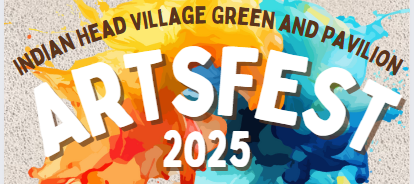 INDIAN HEAD VILLAGE GREEN AND PAVILION
ARTSFEST
2025